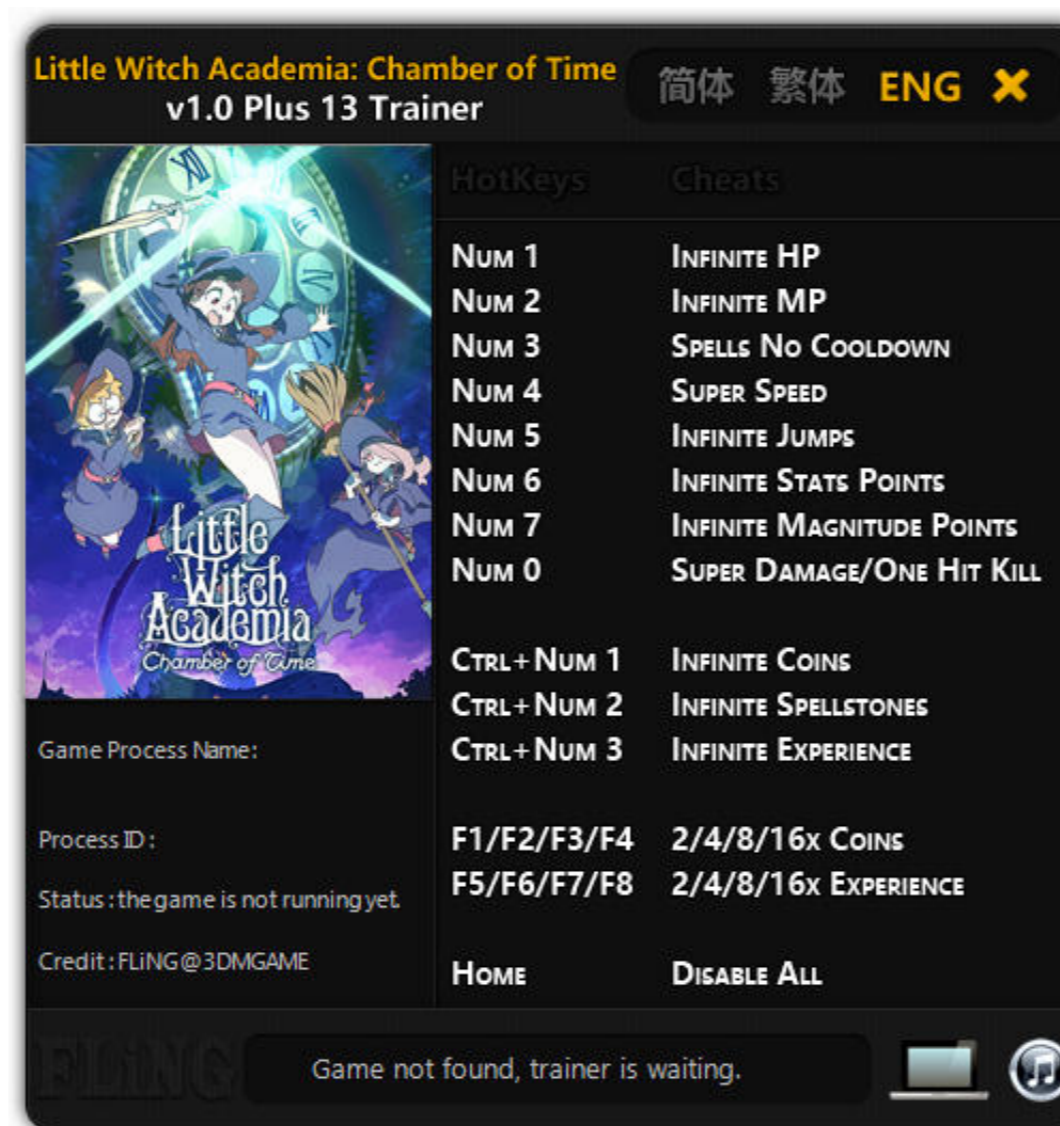 Little Witch Academia: Chamber of Time
v1.0 Plus 13 Trainer
简体 繁体 ENG
HotKeys Cheats
Num 1 Infinite HP
Num 2 Infinite MP
Num 3 Spells No Cooldown
Num 4 Super Speed
Num 5 Infinite Jumps
Num 6 Infinite Stats Points
Num 7 Infinite Magnitude Points
Num 0 Super Damage/One Hit Kill
Ctrl+Num 1 Infinite Coins
Ctrl+Num 2 Infinite Spellstones
Ctrl+Num 3 Infinite Experience
F1/F2/F3/F4 2/4/8/16x Coins
F5/F6/F7/F8 2/4/8/16x Experience
Home Disable All
Little
Witch
Academia
Chamber of Time
Game Process Name:
Process ID :
Status : the game is not running yet.
Credit : FLiNG@3DMGAME
FLiNG
Game not found, trainer is waiting.